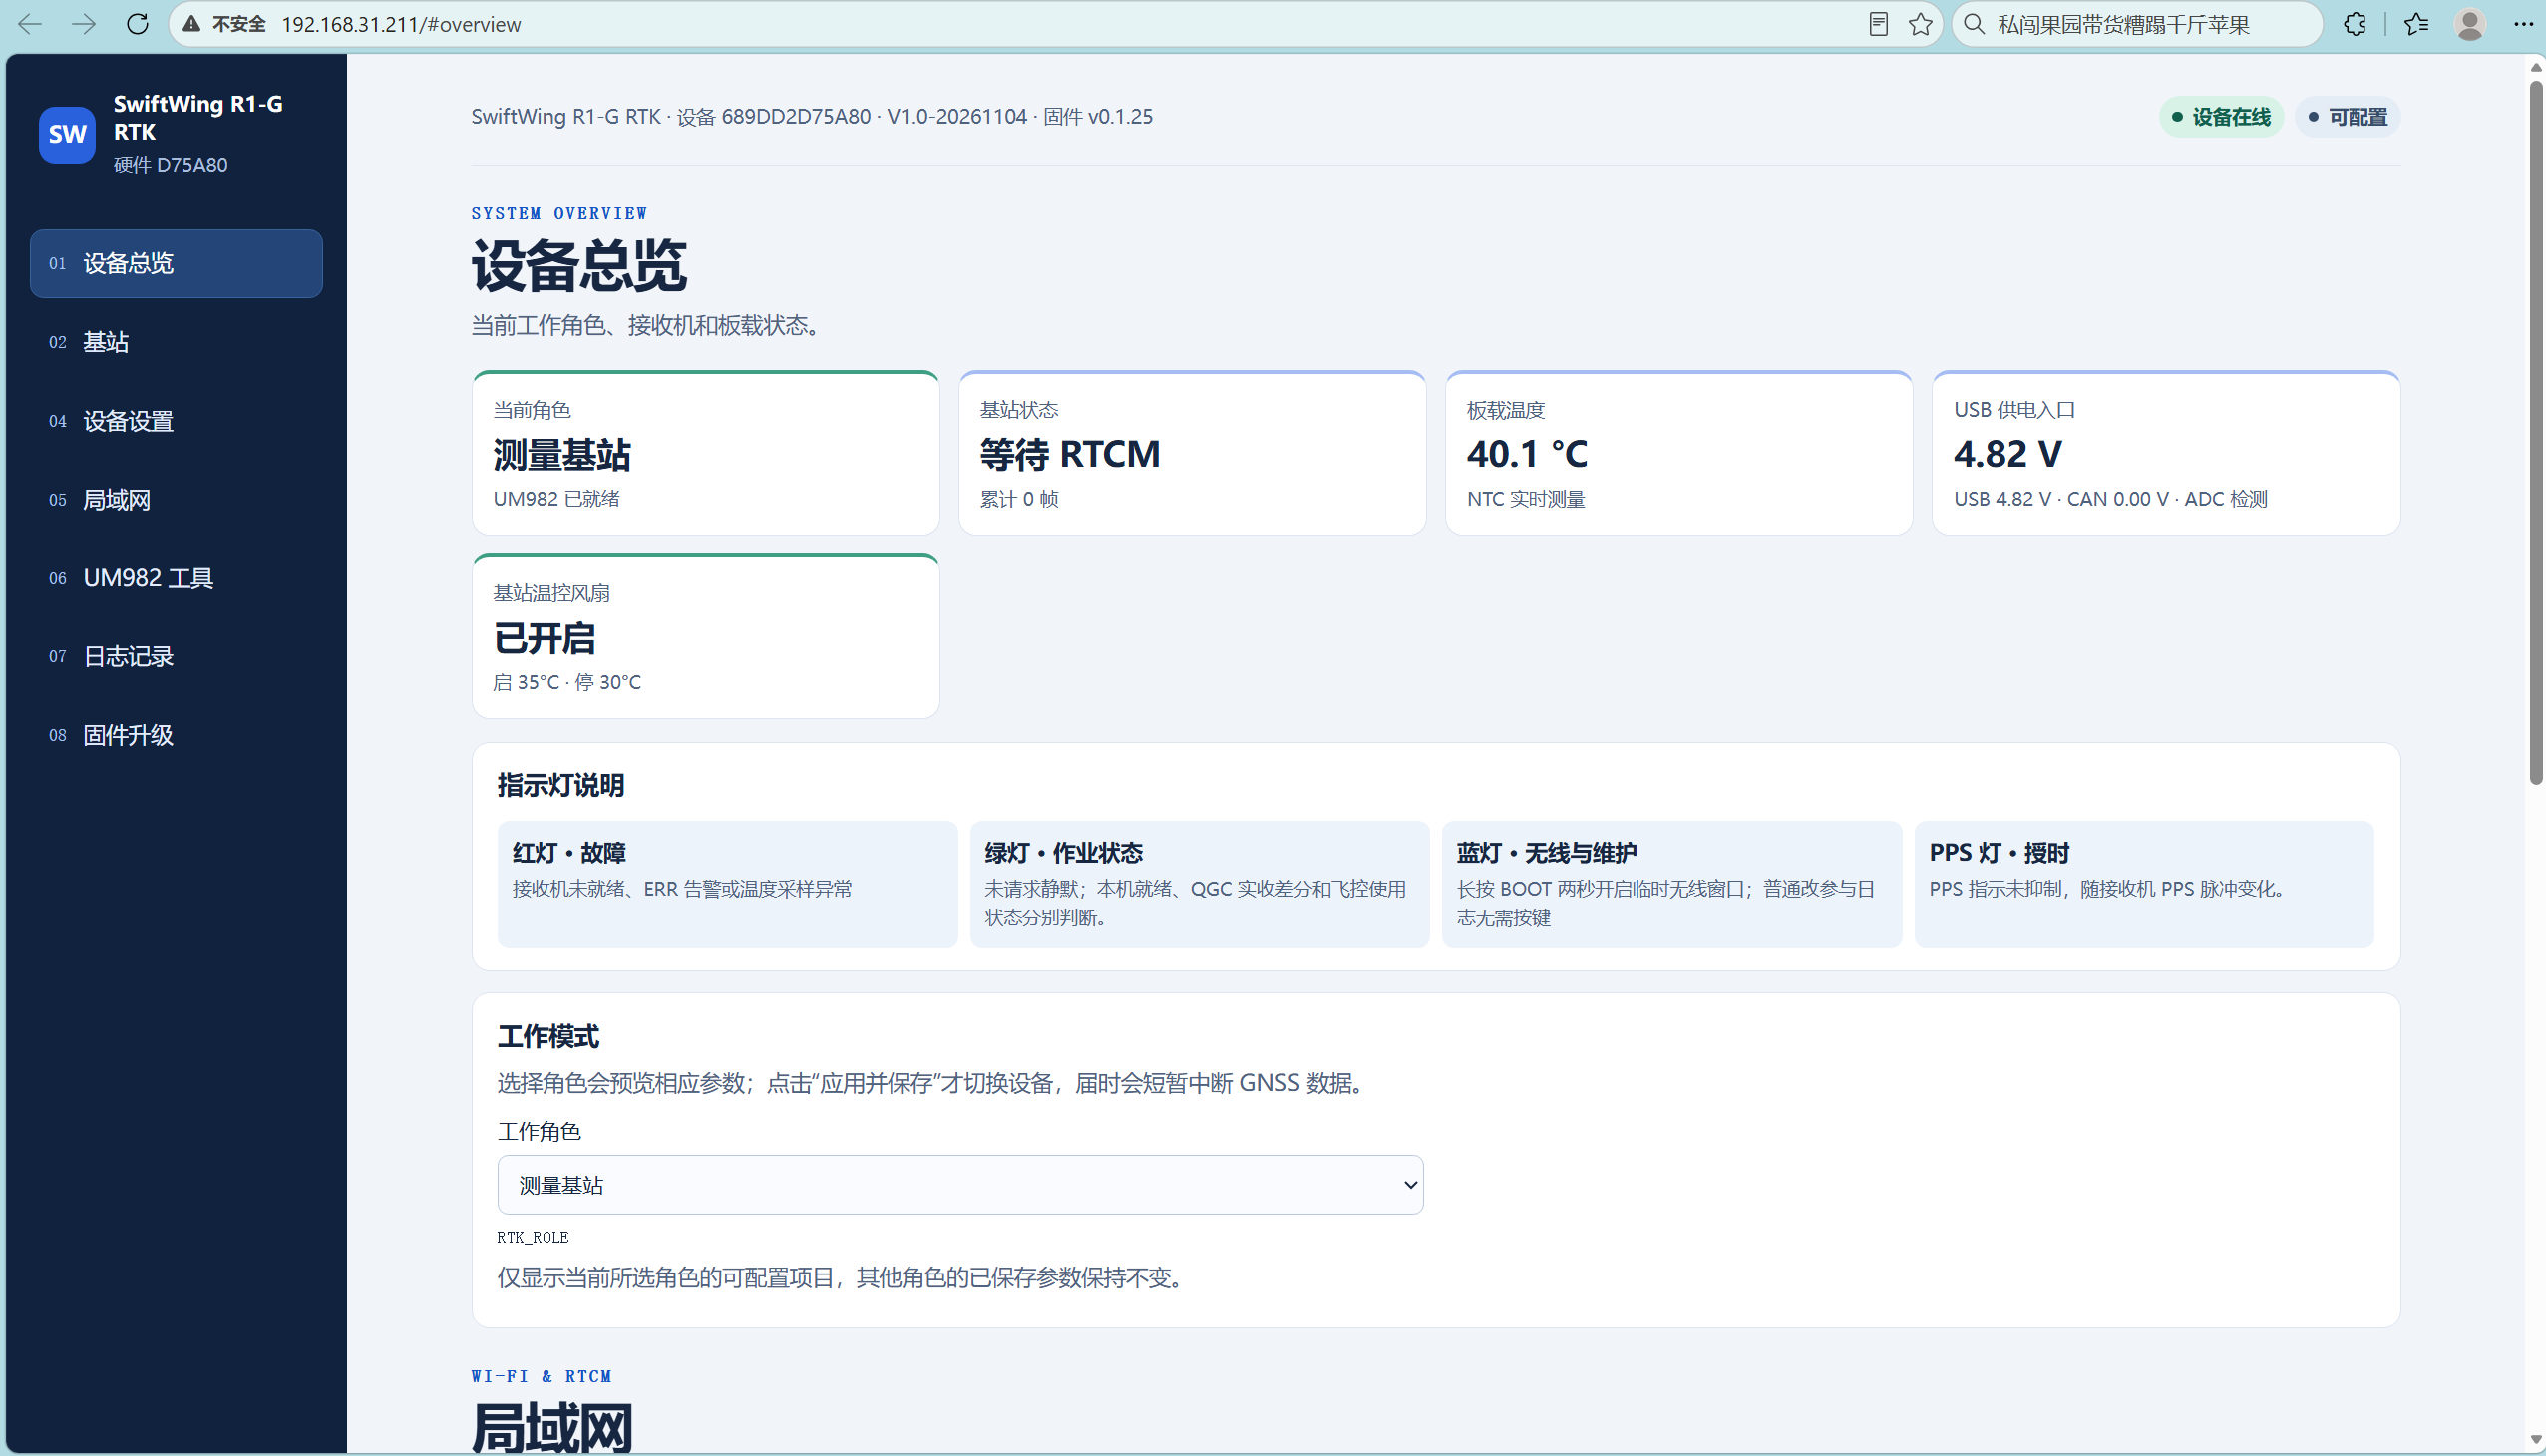 不安全 192.168.31.211/#overview
私闯果园带货糟蹋千斤苹果
SW
SwiftWing R1-G
RTK
硬件 D75A80
01 设备总览
02 基站
04 设备设置
05 局域网
06 UM982 工具
07 日志记录
08 固件升级
SwiftWing R1-G RTK · 设备 689DD2D75A80 · V1.0-20261104 · 固件 v0.1.25
设备在线
可配置
SYSTEM OVERVIEW
设备总览
当前工作角色、接收机和板载状态。
当前角色
测量基站
UM982 已就绪
基站状态
等待 RTCM
累计 0 帧
板载温度
40.1 °C
NTC 实时测量
USB 供电入口
4.82 V
USB 4.82 V · CAN 0.00 V · ADC 检测
基站温控风扇
已开启
启 35°C · 停 30°C
指示灯说明
红灯 • 故障
接收机未就绪、ERR 告警或温度采样异常
绿灯 • 作业状态
未请求静默；本机就绪、QGC 实收差分和飞控使用
状态分别判断。
蓝灯 • 无线与维护
长按 BOOT 两秒开启临时无线窗口；普通改参与日
志无需按键
PPS 灯 • 授时
PPS 指示未抑制，随接收机 PPS 脉冲变化。
工作模式
选择角色会预览相应参数；点击“应用并保存”才切换设备，届时会短暂中断 GNSS 数据。
工作角色
测量基站
RTK_ROLE
仅显示当前所选角色的可配置项目，其他角色的已保存参数保持不变。
WI-FI & RTCM
局域网